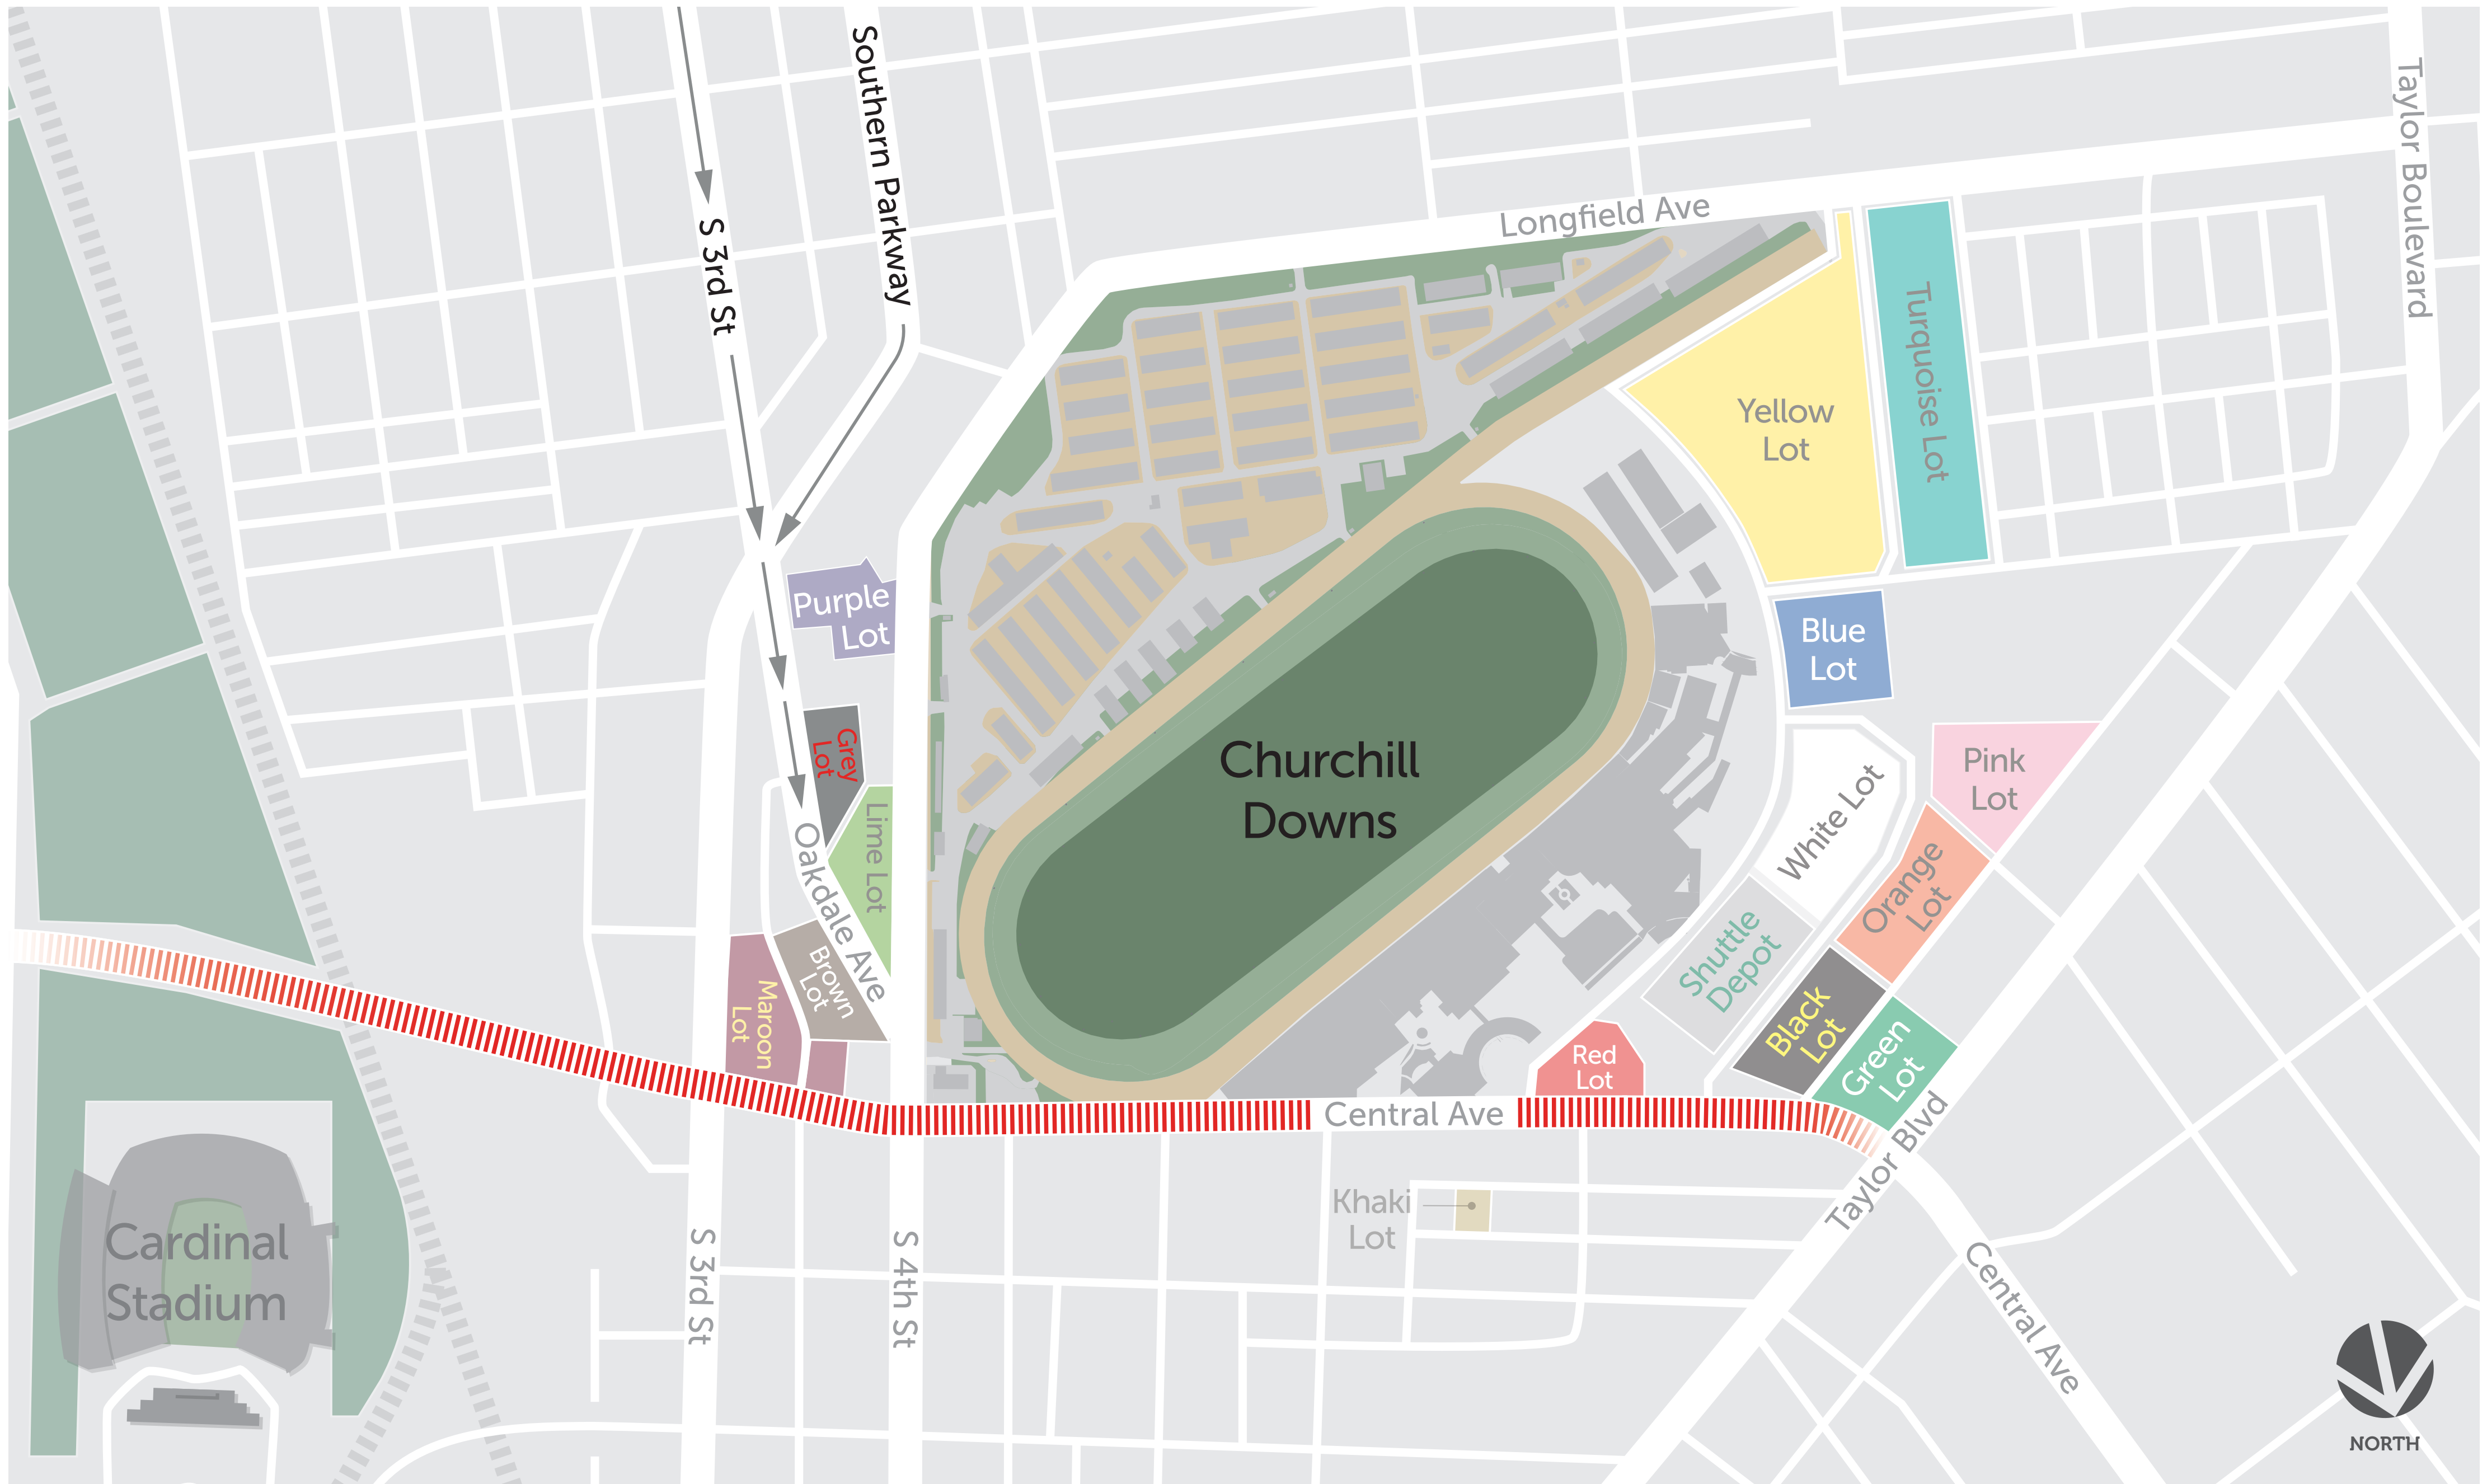 Southern Parkway
S 3rd St
Longfield Ave
Taylor Boulevard
Turquoise Lot
Yellow
Lot
Purple
Lot
Blue
Lot
Grey
Lot
Lime Lot
Churchill
Downs
Pink
Lot
White Lot
Orange
Lot
Oakdale Ave
Brown
Lot
Maroon
Lot
Shuttle
Depot
Black
Lot
Green
Lot
Red
Lot
Central Ave
Taylor Blvd
Khaki
Lot
Cardinal
Stadium
S 3rd St
S 4th St
Central Ave
NORTH